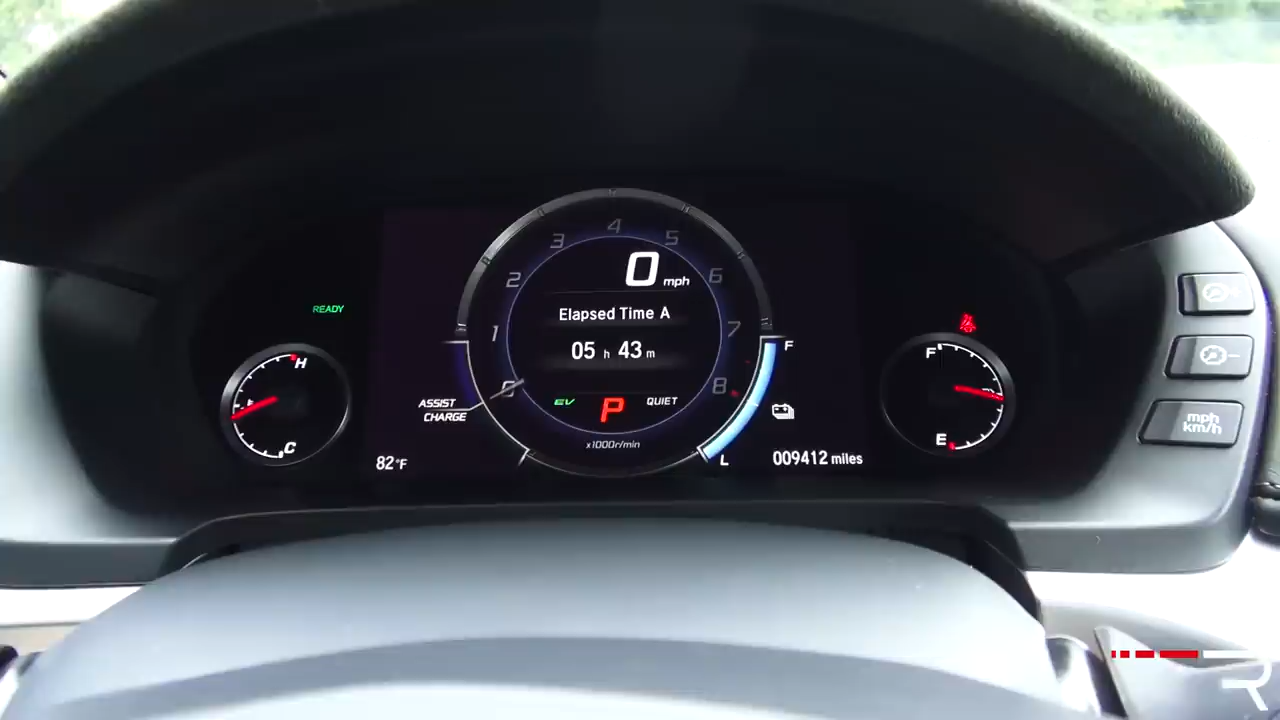 4
3 5
0 mph
2 6
READY
Elapsed Time A
1 7
F
05 h 43 m
H
F
0 8
ASSIST
CHARGE
EV P QUIET
mph
km/h
x1000r/min
E
C
82°F
L
009412 miles
R